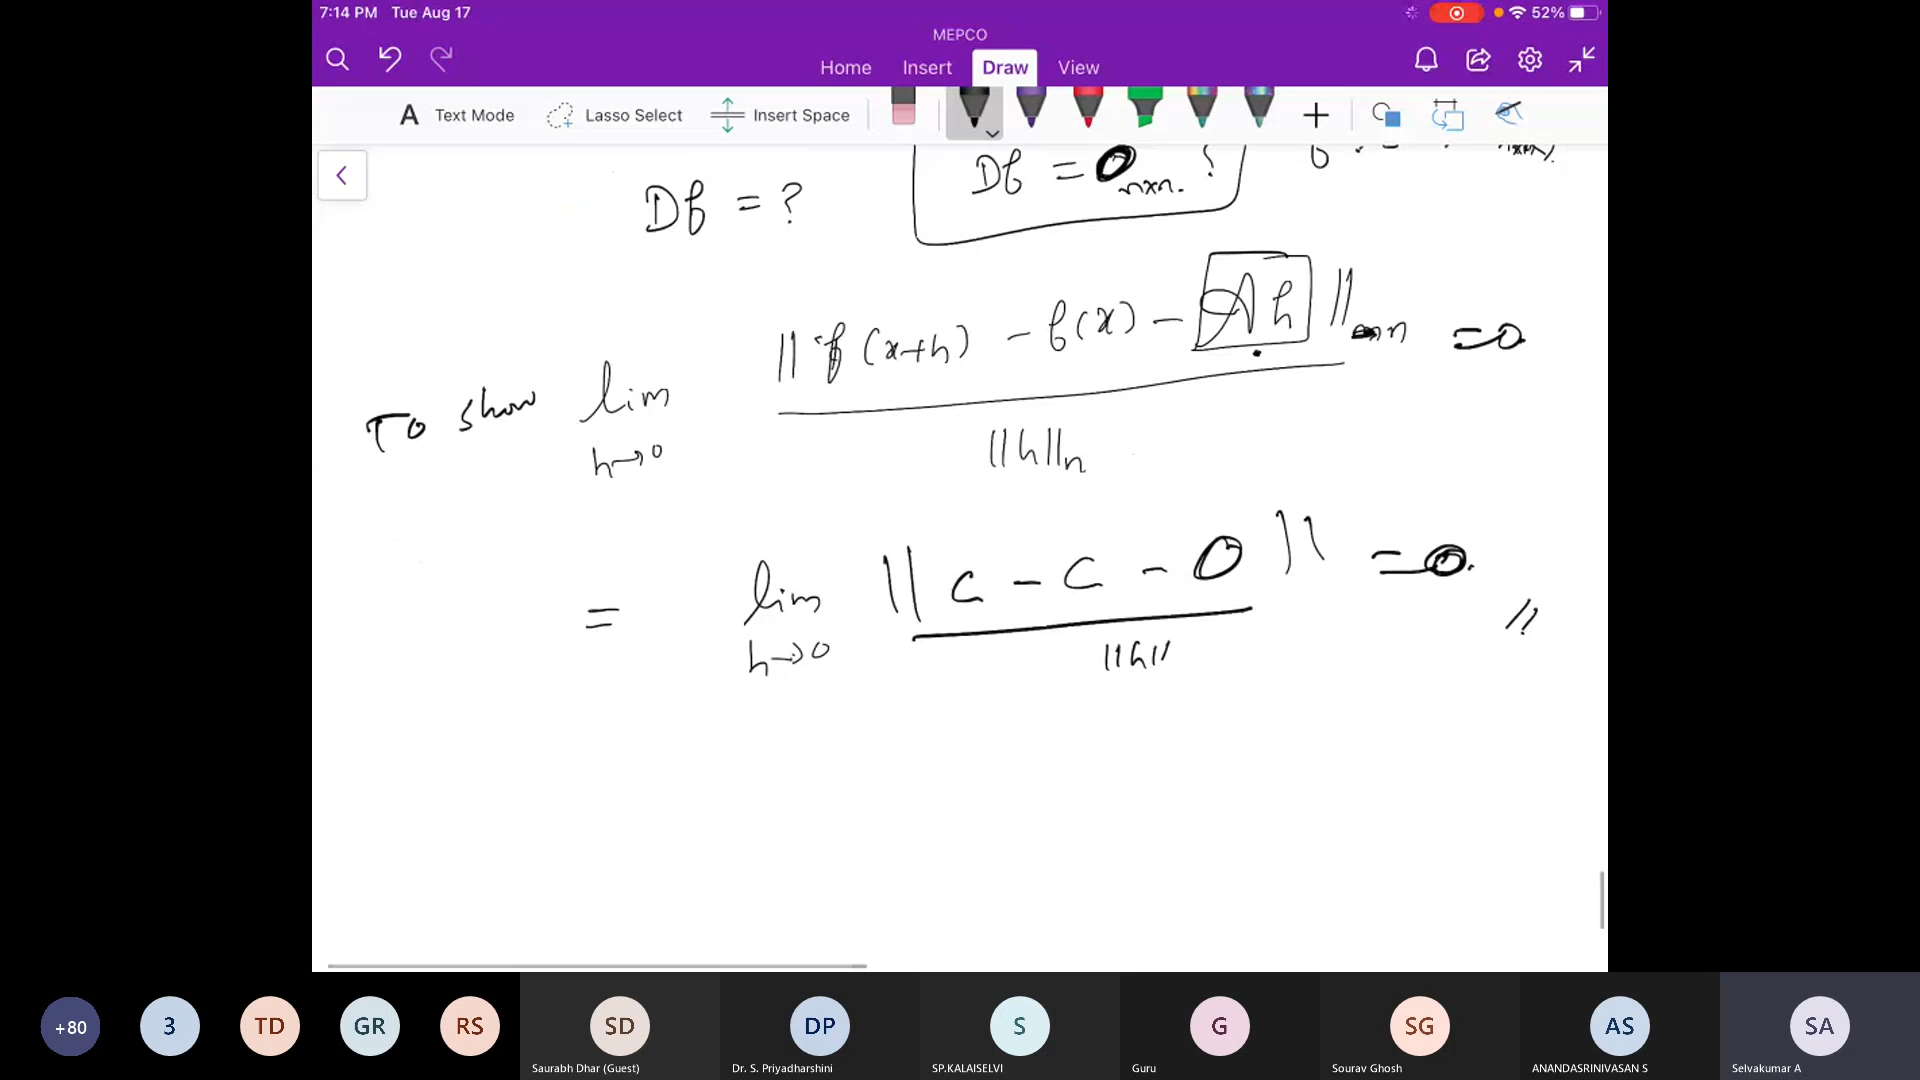 7:14 PM Tue Aug 17
52%
MEPCO
Home Insert Draw View
A Text Mode Lasso Select Insert Space
Df = ?
Df = 0 n×n. ?
To show lim h→0 || f(x+h) - f(x) - Ah ||n / ||h||n = 0
= lim h→0 || c - c - 0 || / ||h|| = 0. //
+80 3 TD GR RS SD DP S G SG AS SA
Saurabh Dhar (Guest) Dr. S. Priyadharshini SP.KALAISELVI Guru Sourav Ghosh ANANDASRINIVASAN S Selvakumar A